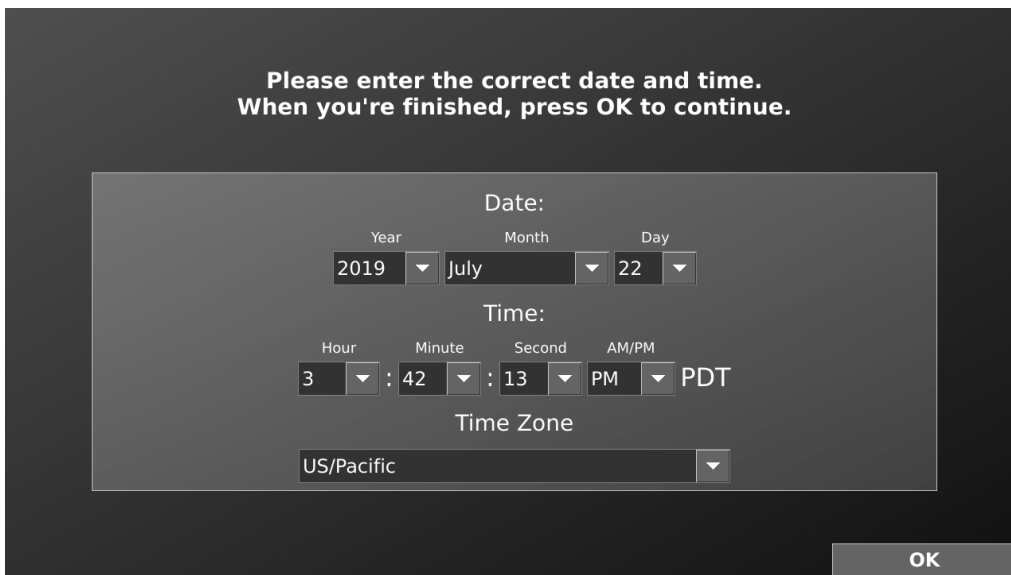 Please enter the correct date and time.
When you're finished, press OK to continue.
Date:
Year Month Day
2019 July 22
Time:
Hour Minute Second AM/PM
3 : 42 : 13 PM PDT
Time Zone
US/Pacific
OK